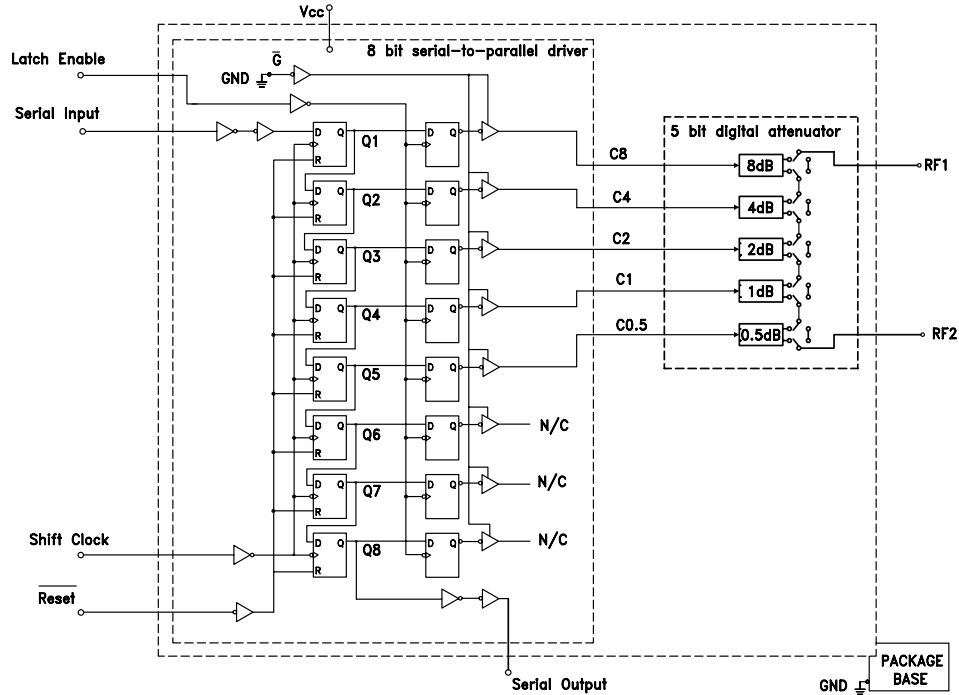 Vcc
8 bit serial-to-parallel driver
Latch Enable
G
GND
Serial Input
D Q Q1 D Q
R
5 bit digital attenuator
C8 8dB RF1
D Q Q2 D Q
R
C4 4dB
D Q Q3 D Q
R
C2 2dB
D Q Q4 D Q
R
C1 1dB
C0.5 0.5dB RF2
D Q Q5 D Q
R
D Q Q6 D Q N/C
R
D Q Q7 D Q N/C
R
Shift Clock
D Q Q8 D Q N/C
R
Reset
Serial Output
PACKAGE
BASE
GND